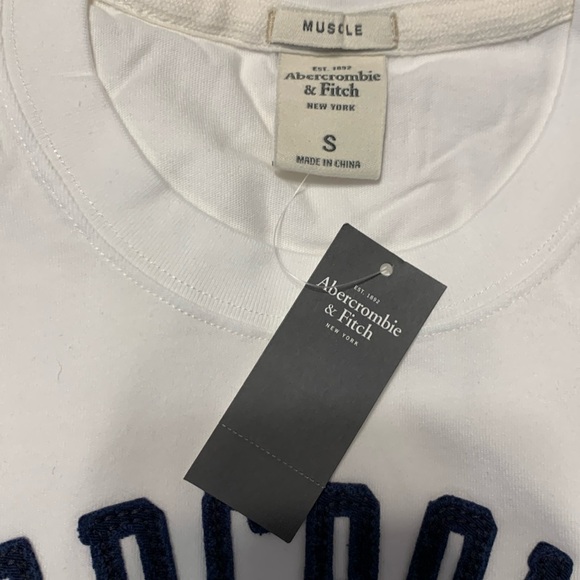 MUSCLE
EST. 1892
Abercrombie
& Fitch
NEW YORK
S
MADE IN CHINA
EST. 1892
Abercrombie
& Fitch
NEW YORK